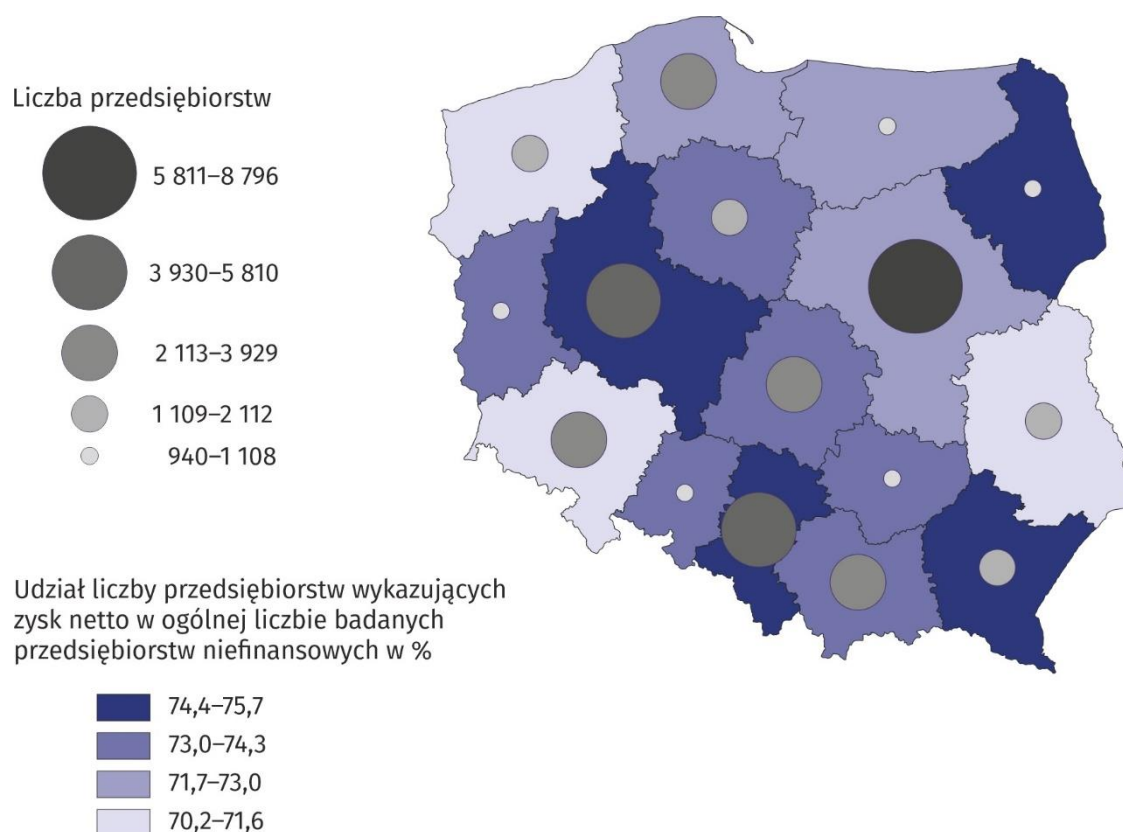 Liczba przedsiębiorstw
5 811–8 796
3 930–5 810
2 113–3 929
1 109–2 112
940–1 108
Udział liczby przedsiębiorstw wykazujących
zysk netto w ogólnej liczbie badanych
przedsiębiorstw niefinansowych w %
74,4–75,7
73,0–74,3
71,7–73,0
70,2–71,6